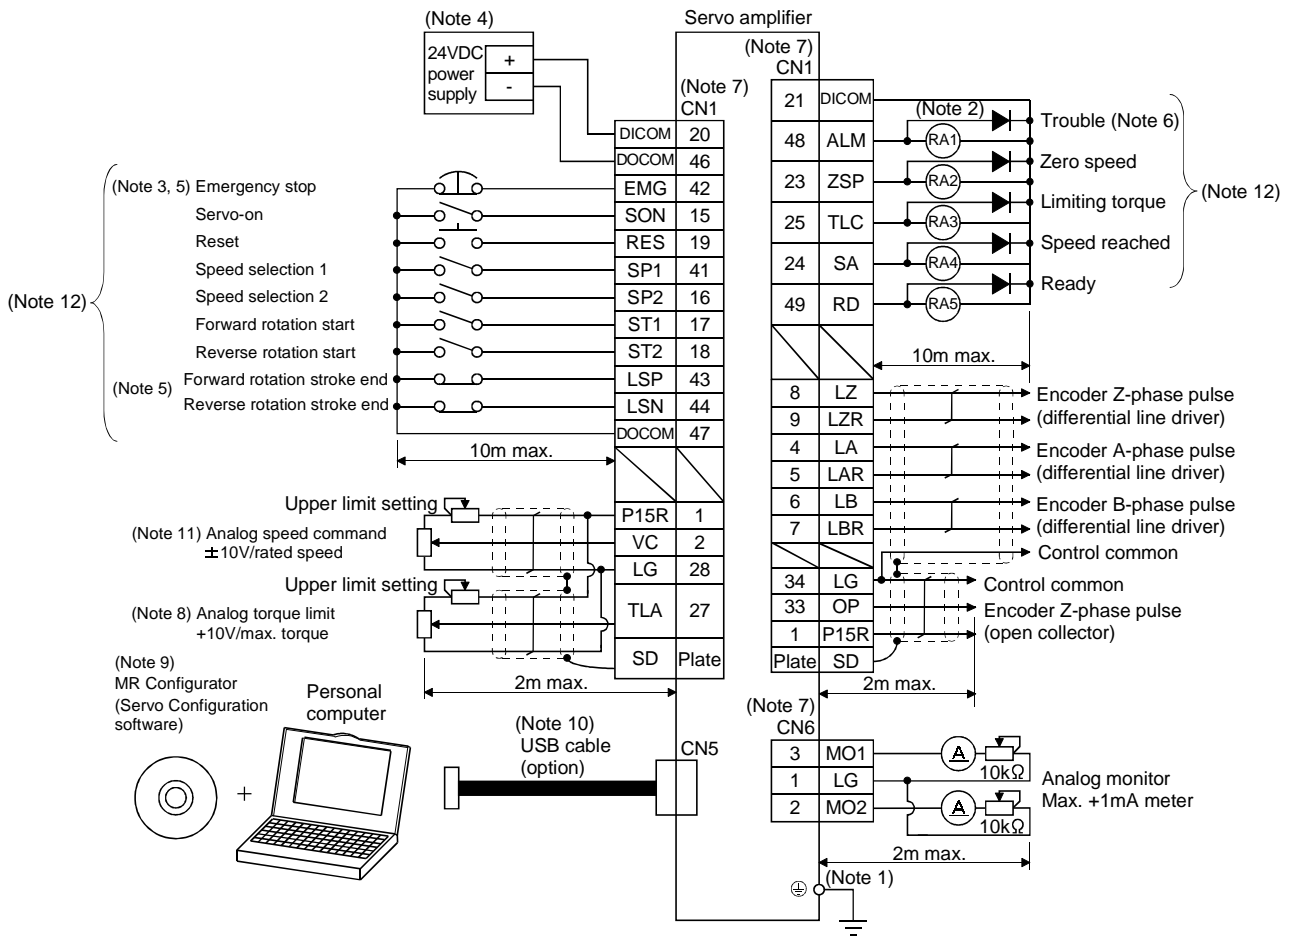 (Note 4)
Servo amplifier
24VDC
power
supply
+
-
(Note 7)
CN1
DICOM 20
DOCOM 46
(Note 3, 5) Emergency stop EMG 42
Servo-on SON 15
Reset RES 19
Speed selection 1 SP1 41
Speed selection 2 SP2 16
Forward rotation start ST1 17
Reverse rotation start ST2 18
(Note 5)
Forward rotation stroke end LSP 43
Reverse rotation stroke end LSN 44
DOCOM 47
(Note 12)
10m max.
Upper limit setting
P15R 1
(Note 11) Analog speed command
±10V/rated speed
VC 2
LG 28
Upper limit setting
(Note 8) Analog torque limit
+10V/max. torque
TLA 27
SD Plate
2m max.
(Note 9)
MR Configurator
(Servo Configuration
software)
+
Personal
computer
(Note 10)
USB cable
(option)
CN5
(Note 7)
CN1
21 DICOM
(Note 2)
48 ALM RA1 Trouble (Note 6)
23 ZSP RA2 Zero speed
25 TLC RA3 Limiting torque
24 SA RA4 Speed reached
49 RD RA5 Ready
(Note 12)
10m max.
8 LZ Encoder Z-phase pulse
9 LZR (differential line driver)
4 LA Encoder A-phase pulse
5 LAR (differential line driver)
6 LB Encoder B-phase pulse
7 LBR (differential line driver)
Control common
34 LG Control common
33 OP Encoder Z-phase pulse
1 P15R (open collector)
Plate SD
2m max.
(Note 7)
CN6
3 MO1 A 10kΩ
1 LG
2 MO2 A 10kΩ
Analog monitor
Max. +1mA meter
2m max.
(Note 1)